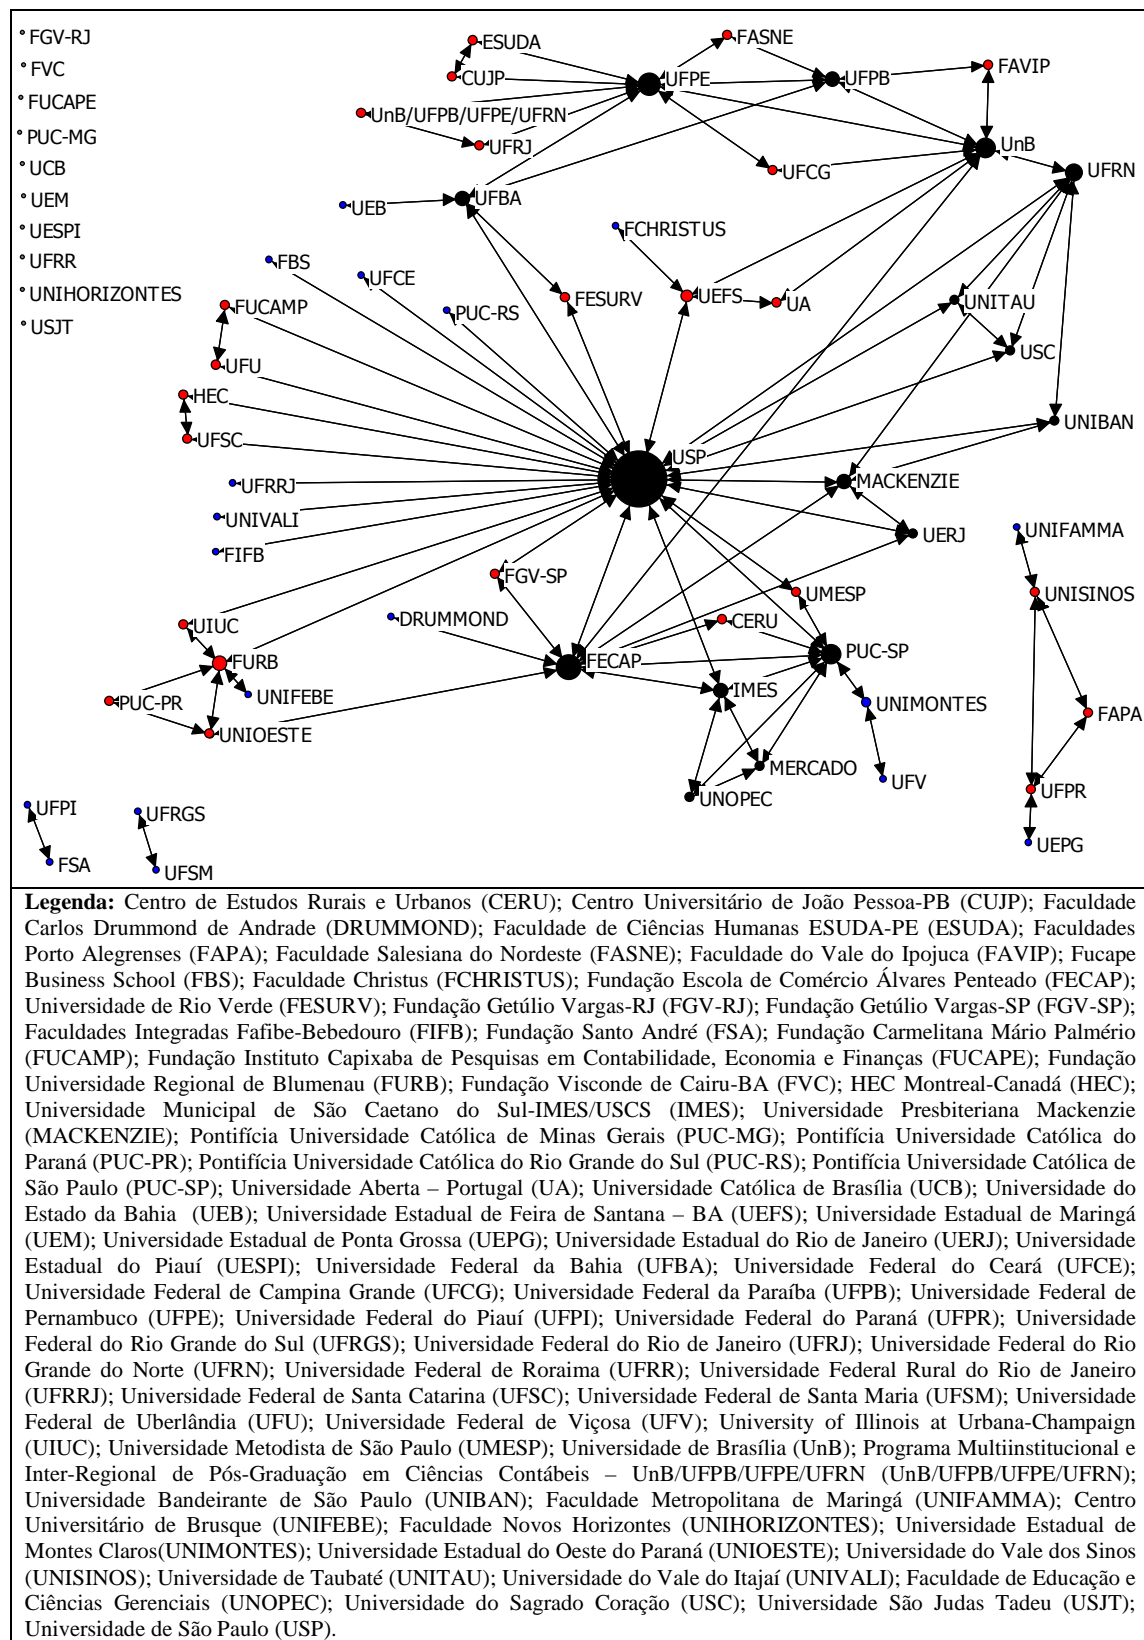 FGV-RJ
FVC
FUCAPE
PUC-MG
UCB
UEM
UESPI
UFRR
UNIHORIZONTES
USJT
ESUDA
CUJP
FASNE
UFPE
UFPB
FAVIP
UnB/UFPB/UFPE/UFRN
UFRJ
UnB
UFCG
UFRN
UEB
UFBA
FCHRISTUS
FBS
UFCE
FUCAMP
PUC-RS
FESURV
UEFS
UA
UNITAU
USC
UFU
HEC
UFSC
UNIBAN
USP
MACKENZIE
UFRRJ
UNIVALI
FIFB
UERJ
UNIFAMMA
FGV-SP
UMESP
UNISINOS
UIUC
DRUMMOND
CERU
FURB
FECAP
PUC-SP
UNIFEBE
IMES
PUC-PR
UNIMONTES
FAPA
UNIOESTE
MERCADO
UNOPEC
UFV
UFPR
UFPI
UFRGS
UEPG
FSA
UFSM
Legenda: Centro de Estudos Rurais e Urbanos (CERU); Centro Universitário de João Pessoa-PB (CUJP); Faculdade
Carlos Drummond de Andrade (DRUMMOND); Faculdade de Ciências Humanas ESUDA-PE (ESUDA); Faculdades
Porto Alegrenses (FAPA); Faculdade Salesiana do Nordeste (FASNE); Faculdade do Vale do Ipojuca (FAVIP); Fucape
Business School (FBS); Faculdade Christus (FCHRISTUS); Fundação Escola de Comércio Álvares Penteado (FECAP);
Universidade de Rio Verde (FESURV); Fundação Getúlio Vargas-RJ (FGV-RJ); Fundação Getúlio Vargas-SP (FGV-SP);
Faculdades Integradas Fafibe-Bebedouro (FIFB); Fundação Santo André (FSA); Fundação Carmelitana Mário Palmério
(FUCAMP); Fundação Instituto Capixaba de Pesquisas em Contabilidade, Economia e Finanças (FUCAPE); Fundação
Universidade Regional de Blumenau (FURB); Fundação Visconde de Cairu-BA (FVC); HEC Montreal-Canadá (HEC);
Universidade Municipal de São Caetano do Sul-IMES/USCS (IMES); Universidade Presbiteriana Mackenzie
(MACKENZIE); Pontifícia Universidade Católica de Minas Gerais (PUC-MG); Pontifícia Universidade Católica do
Paraná (PUC-PR); Pontifícia Universidade Católica do Rio Grande do Sul (PUC-RS); Pontifícia Universidade Católica de
São Paulo (PUC-SP); Universidade Aberta – Portugal (UA); Universidade Católica de Brasília (UCB); Universidade do
Estado da Bahia (UEB); Universidade Estadual de Feira de Santana – BA (UEFS); Universidade Estadual de Maringá
(UEM); Universidade Estadual de Ponta Grossa (UEPG); Universidade Estadual do Rio de Janeiro (UERJ); Universidade
Estadual do Piauí (UESPI); Universidade Federal da Bahia (UFBA); Universidade Federal do Ceará (UFCE);
Universidade Federal de Campina Grande (UFCG); Universidade Federal da Paraíba (UFPB); Universidade Federal de
Pernambuco (UFPE); Universidade Federal do Piauí (UFPI); Universidade Federal do Paraná (UFPR); Universidade
Federal do Rio Grande do Sul (UFRGS); Universidade Federal do Rio de Janeiro (UFRJ); Universidade Federal do Rio
Grande do Norte (UFRN); Universidade Federal de Roraima (UFRR); Universidade Federal Rural do Rio de Janeiro
(UFRRJ); Universidade Federal de Santa Catarina (UFSC); Universidade Federal de Santa Maria (UFSM); Universidade
Federal de Uberlândia (UFU); Universidade Federal de Viçosa (UFV); University of Illinois at Urbana-Champaign
(UIUC); Universidade Metodista de São Paulo (UMESP); Universidade de Brasília (UnB); Programa Multiinstitucional e
Inter-Regional de Pós-Graduação em Ciências Contábeis – UnB/UFPB/UFPE/UFRN (UnB/UFPB/UFPE/UFRN);
Universidade Bandeirante de São Paulo (UNIBAN); Faculdade Metropolitana de Maringá (UNIFAMMA); Centro
Universitário de Brusque (UNIFEBE); Faculdade Novos Horizontes (UNIHORIZONTES); Universidade Estadual de
Montes Claros(UNIMONTES); Universidade Estadual do Oeste do Paraná (UNIOESTE); Universidade do Vale dos Sinos
(UNISINOS); Universidade de Taubaté (UNITAU); Universidade do Vale do Itajaí (UNIVALI); Faculdade de Educação e
Ciências Gerenciais (UNOPEC); Universidade do Sagrado Coração (USC); Universidade São Judas Tadeu (USJT);
Universidade de São Paulo (USP).